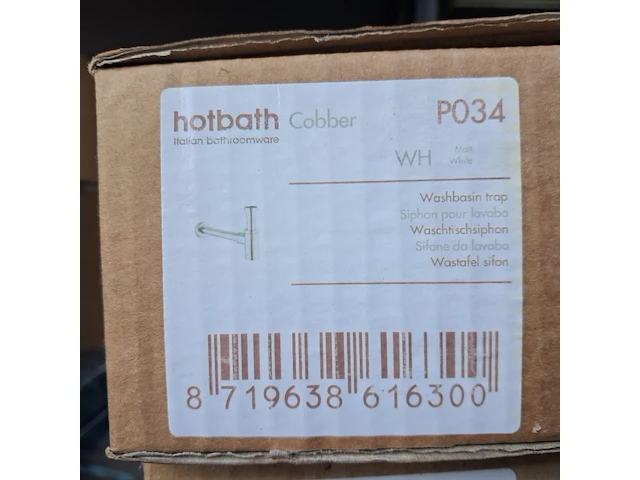 hotbath Cobber P034
Italian bathroomware
WH Matt White
Washbasin trap
Siphon pour lavabo
Waschtischsiphon
Sifone da lavabo
Wastafel sifon
8 719638 616300